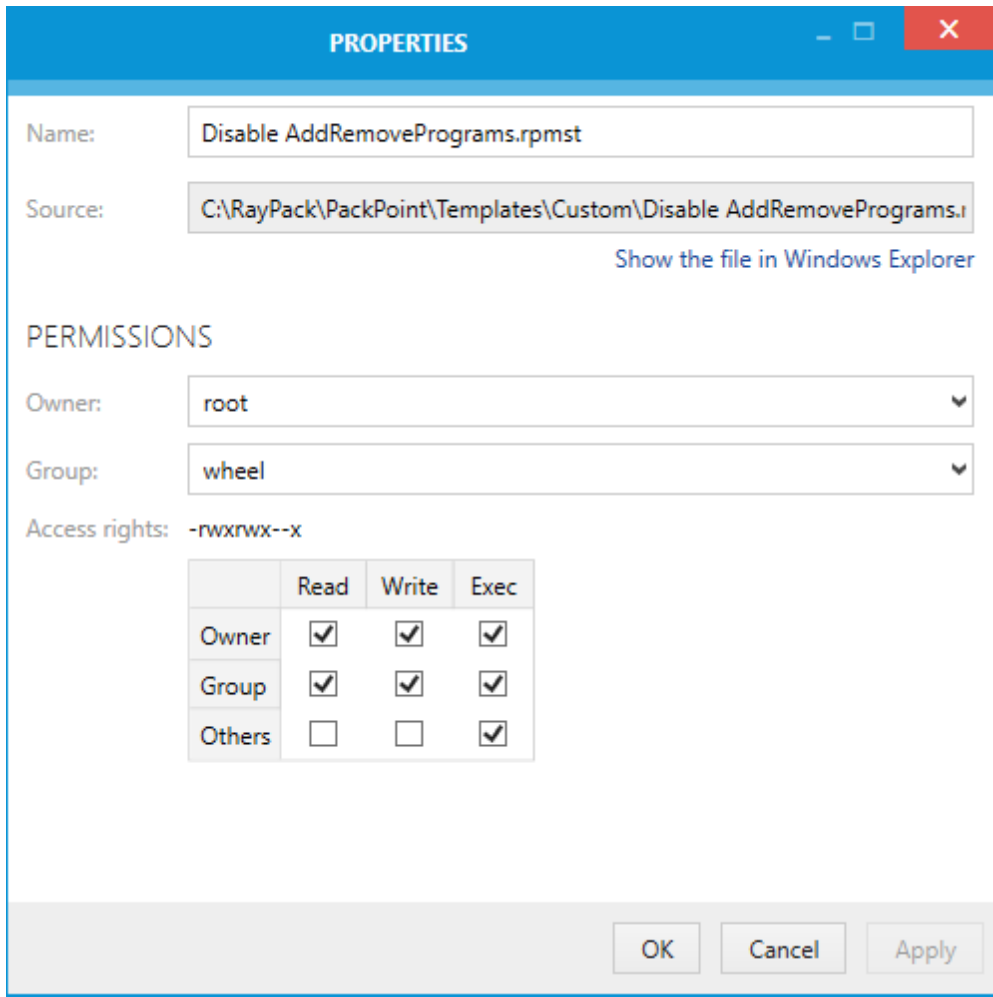 PROPERTIES
Name: Disable AddRemovePrograms.rpmst
Source: C:\RayPack\PackPoint\Templates\Custom\Disable AddRemovePrograms.r
Show the file in Windows Explorer
PERMISSIONS
Owner: root
Group: wheel
Access rights: -rwxrwx--x
Read Write Exec
Owner
Group
Others
OK Cancel Apply